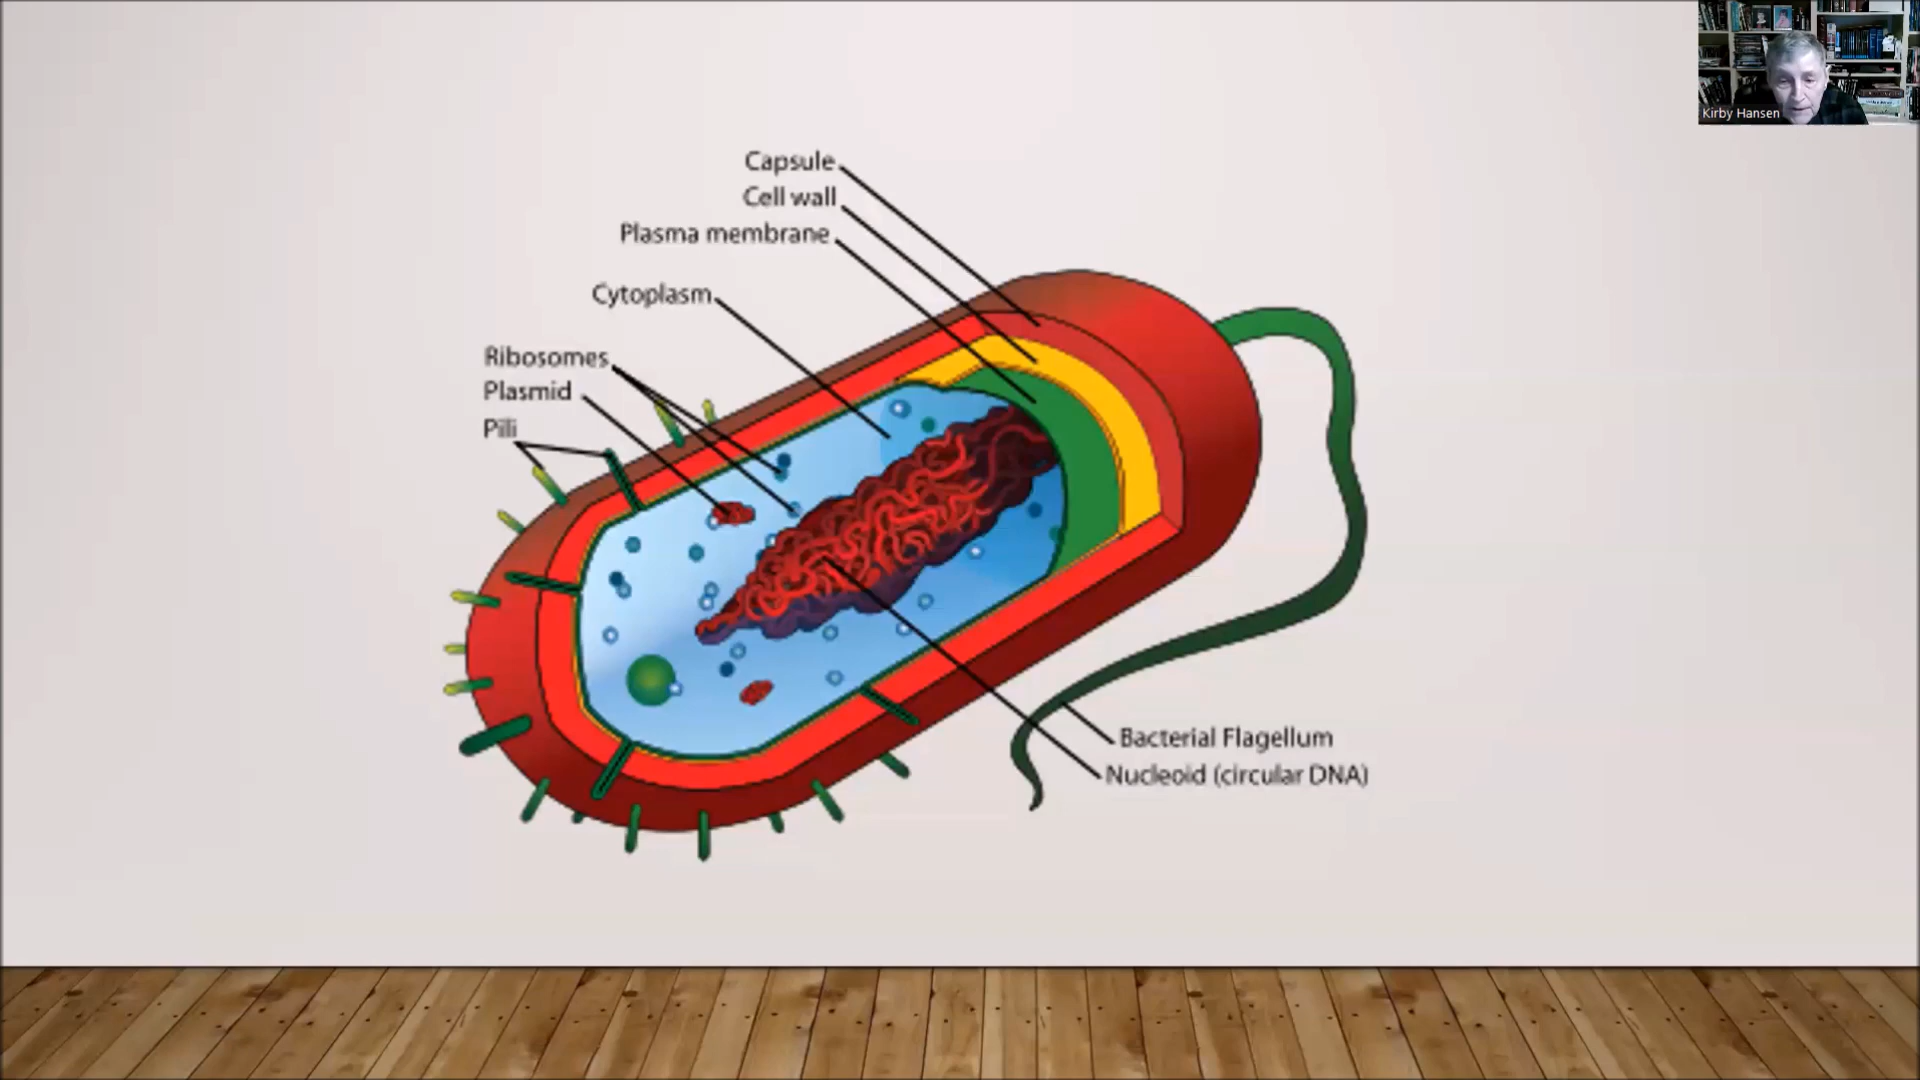 Kirby Hansen
Capsule
Cell wall
Plasma membrane
Cytoplasm
Ribosomes
Plasmid
Pili
Bacterial Flagellum
Nucleoid (circular DNA)